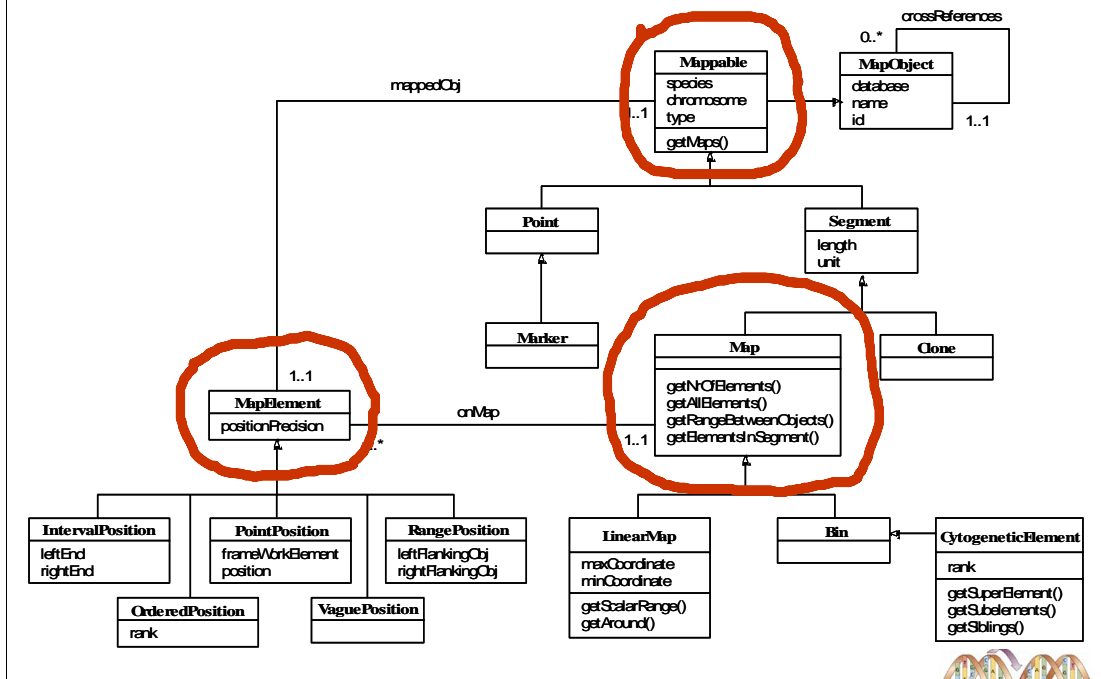 crossReferences
0..*
Mappable
MapObject
mappedObj
species
chromosome
type
database
name
id
1..1
1..1
getMaps()
Point
Segment
length
unit
Marker
Map
Clone
1..1
MapElement
positionPrecision
onMap
getNrOfElements()
getAllElements()
getRangeBetweenObjects()
getElementsInSegment()
1..1
..*
IntervalPosition
leftEnd
rightEnd
PointPosition
frameWorkElement
position
RangePosition
leftFlankingObj
rightFlankingObj
OrderedPosition
rank
VaguePosition
LinearMap
maxCoordinate
minCoordinate
getScalarRange()
getAround()
Bin
CytogeneticElement
rank
getSuperElement()
getSubelements()
getSiblings()